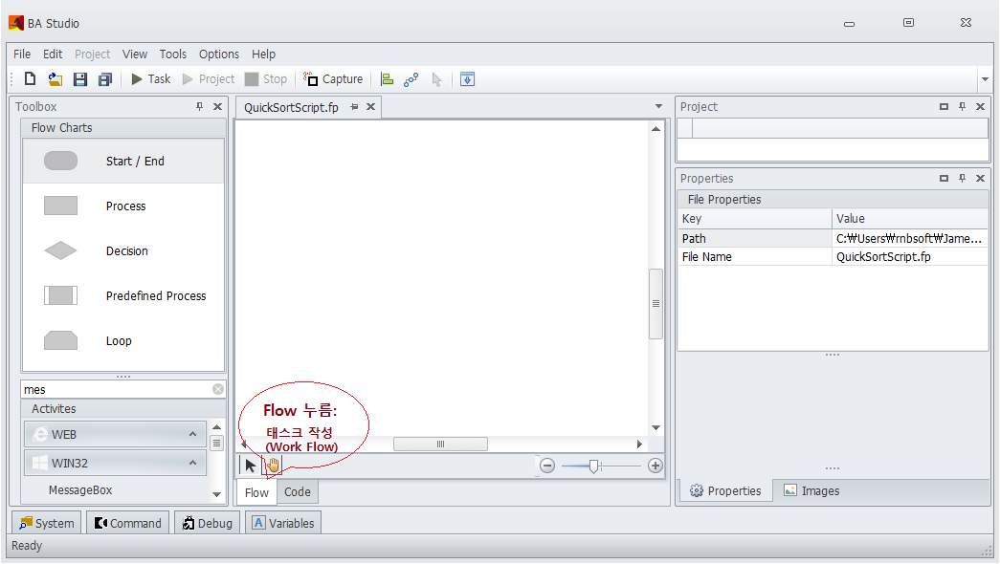 BA Studio
File Edit Project View Tools Options Help
Task Project Stop Capture
Toolbox
Flow Charts
Start / End
Process
Decision
Predefined Process
Loop
mes
Activites
WEB
WIN32
MessageBox
QuickSortScript.fp
Flow 누름:
태스크 작성
(Work Flow)
Flow Code
Project
Properties
File Properties
Key Value
Path C:₩Users₩rnbsoft₩Jame...
File Name QuickSortScript.fp
Properties Images
System Command Debug Variables
Ready